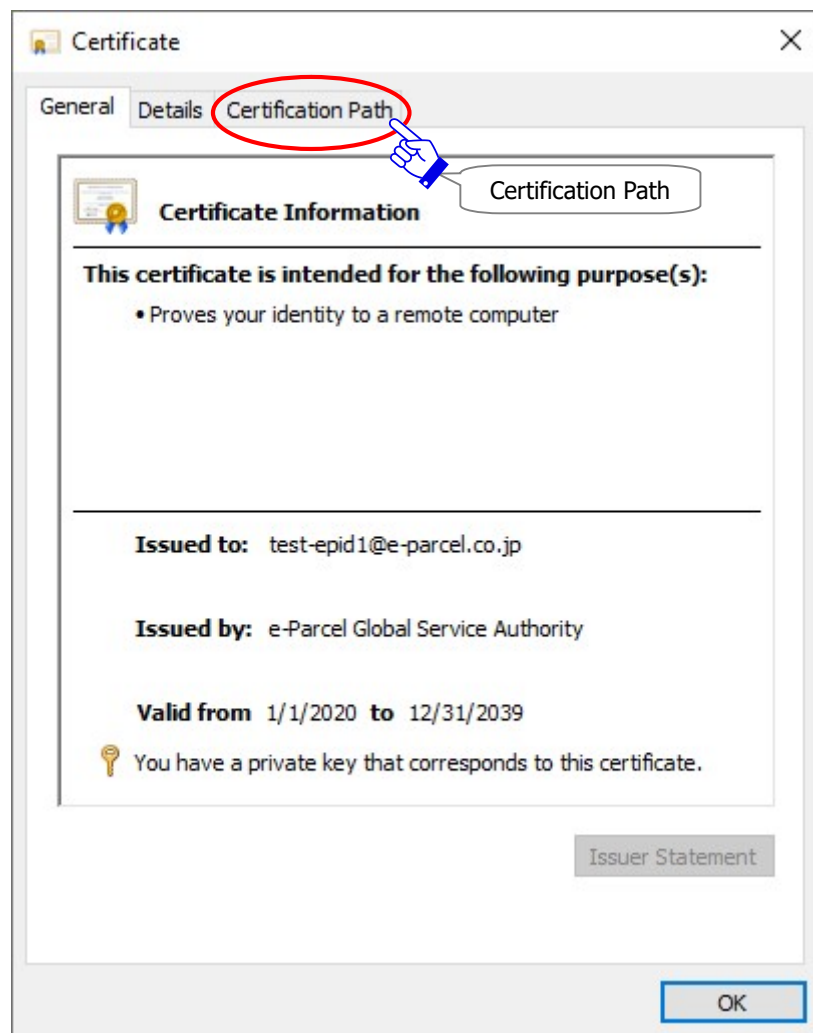 Certificate
General Details Certification Path
Certification Path
Certificate Information
This certificate is intended for the following purpose(s):
• Proves your identity to a remote computer
Issued to: test-epid1@e-parcel.co.jp
Issued by: e-Parcel Global Service Authority
Valid from 1/1/2020 to 12/31/2039
You have a private key that corresponds to this certificate.
Issuer Statement
OK